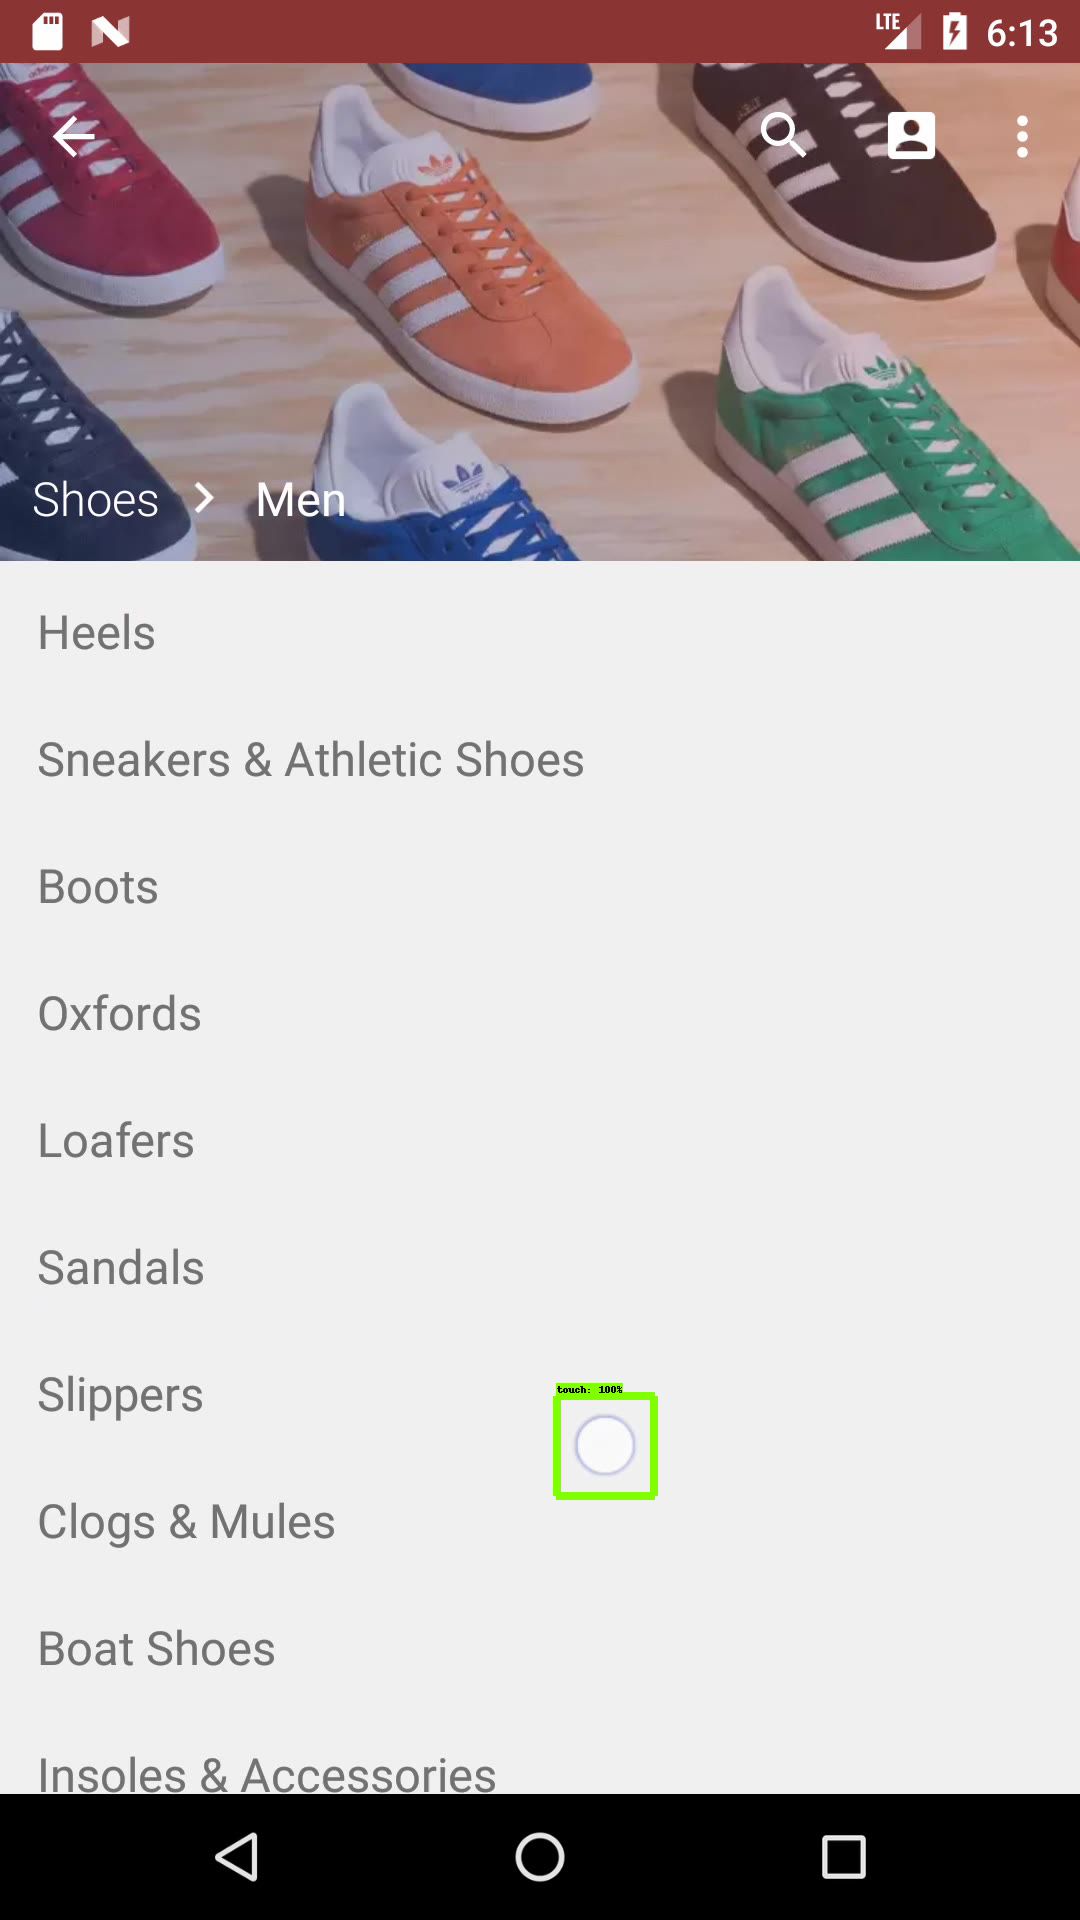 LTE 6:13
Shoes Men
Heels
Sneakers & Athletic Shoes
Boots
Oxfords
Loafers
Sandals
Slippers
touch: 100%
Clogs & Mules
Boat Shoes
Insoles & Accessories